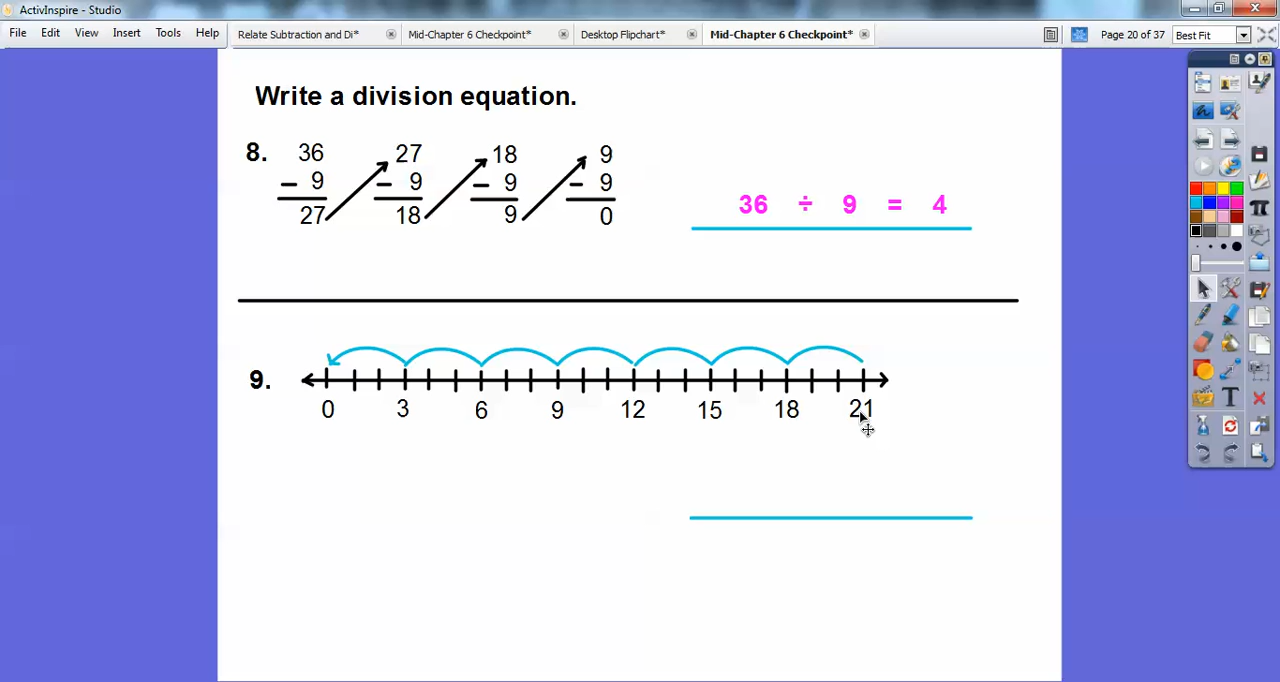 ActivInspire - Studio
File Edit View Insert Tools Help Relate Subtraction and Di* Mid-Chapter 6 Checkpoint* Desktop Flipchart* Mid-Chapter 6 Checkpoint* Page 20 of 37 Best Fit
Write a division equation.
8. 36 27 18 9
− 9 − 9 − 9 − 9
27 18 9 0
36 ÷ 9 = 4
9.
0 3 6 9 12 15 18 21